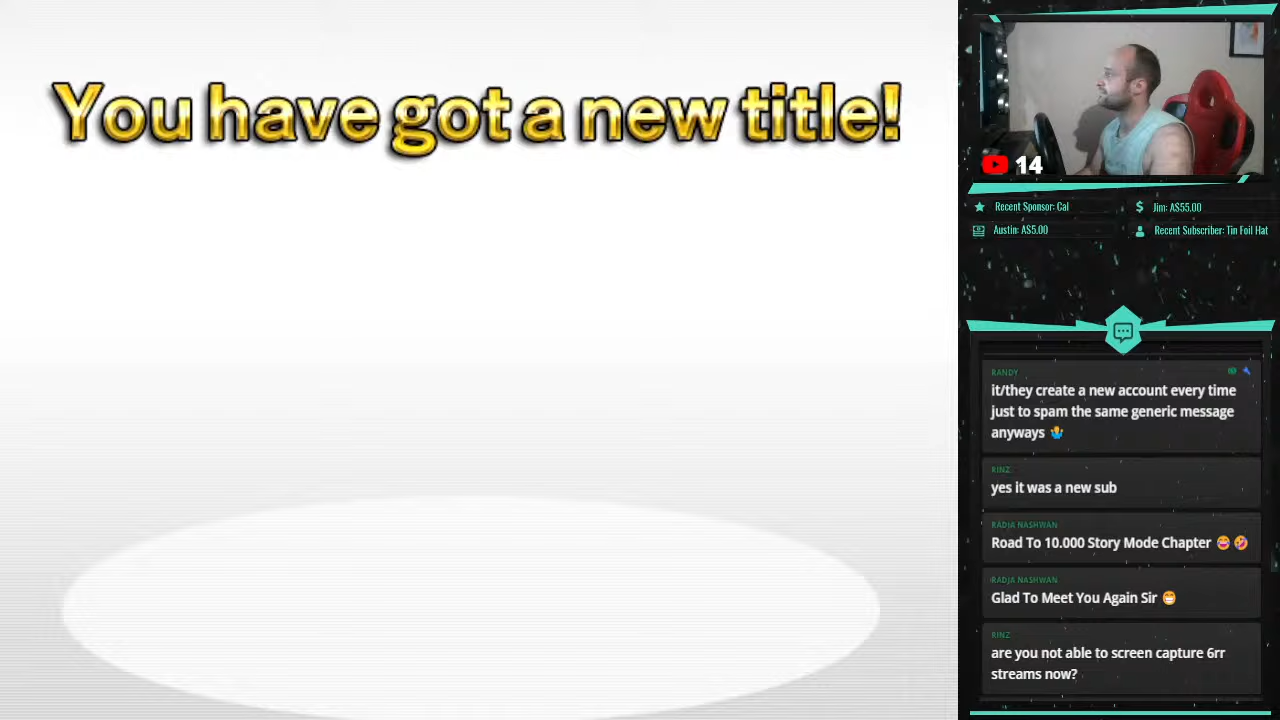 You have got a new title!
14
Recent Sponsor: Cal
Jim: A$55.00
Austin: A$5.00
Recent Subscriber: Tin Foil Hat
RANDY
it/they create a new account every time
just to spam the same generic message
anyways 🤷
RINZ
yes it was a new sub
RADJA NASHWAN
Road To 10.000 Story Mode Chapter 😂 🤣
RADJA NASHWAN
Glad To Meet You Again Sir 😁
RINZ
are you not able to screen capture 6rr
streams now?